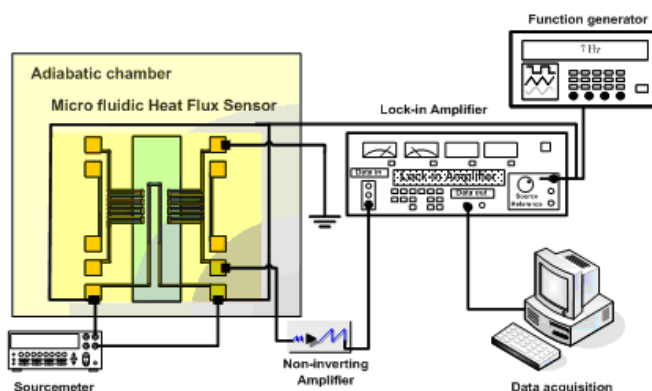 Function generator
7 Hz
Adiabatic chamber
Micro fluidic Heat Flux Sensor
Lock-in Amplifier
Data in
Lock-in Amplifier
Data out
Source
Reference
Non-inverting
Amplifier
Sourcemeter
Data acquisition